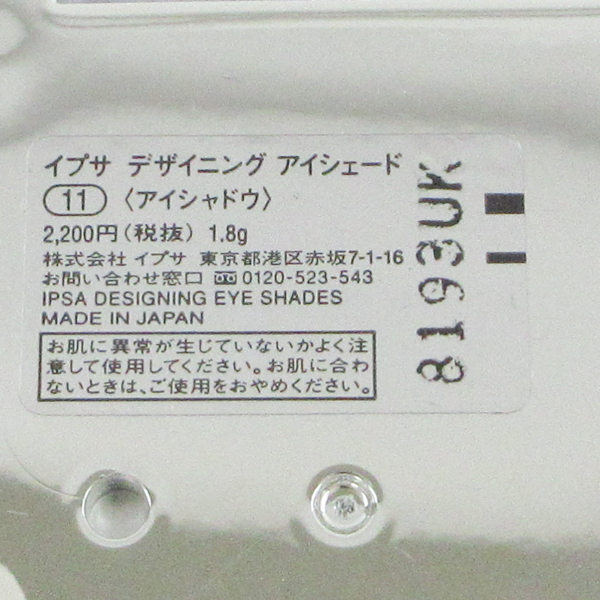 イプサ デザイニング アイシェード
11 〈アイシャドウ〉
2,200円(税抜) 1.8g
株式会社 イプサ 東京都港区赤坂7-1-16
お問い合わせ窓口 0120-523-543
IPSA DESIGNING EYE SHADES
MADE IN JAPAN
お肌に異常が生じていないかよく注
意して使用してください。お肌に合わ
ないときは、ご使用をおやめください。
8193UK